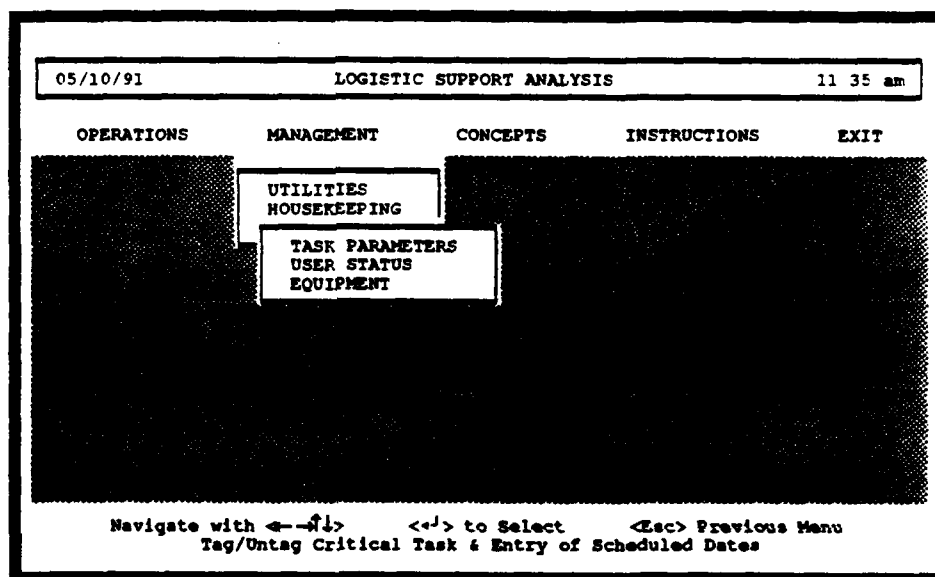 05/10/91 LOGISTIC SUPPORT ANALYSIS 11 35 am
OPERATIONS MANAGEMENT CONCEPTS INSTRUCTIONS EXIT
UTILITIES
HOUSEKEEPING
TASK PARAMETERS
USER STATUS
EQUIPMENT
Navigate with <←→↑↓> <↵> to Select <Esc> Previous Menu
Tag/Untag Critical Task & Entry of Scheduled Dates